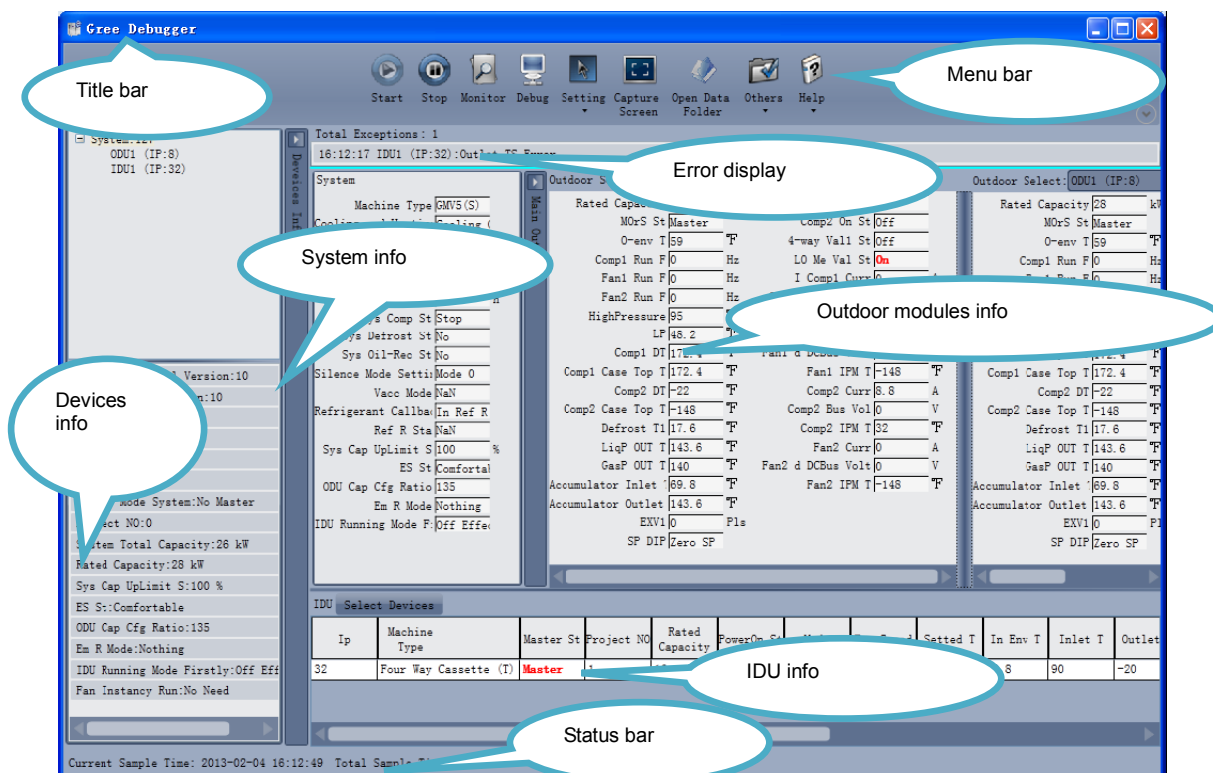 Gree Debugger
Title bar
Menu bar
Start Stop Monitor Debug Setting Capture Screen Open Data Folder Others Help
ODU1 (IP:8)
IDU1 (IP:32)
Total Exceptions: 1
16:12:17 IDU1 (IP:32):Outlet
Error display
System info
Outdoor modules info
Devices info
IDU info
Status bar
System
Machine Type GMV5(S)
Comp St Stop
Defrost St No
Sys Oil-Rec St No
Silence Mode Setti: Mode 0
Vacc Mode NaN
Refrigerant Callba In Ref R
Ref R Sta NaN
Sys Cap UpLimit S 100 %
ES St Comfortal
ODU Cap Cfg Ratio 135
Em R Mode Nothing
IDU Running Mode F: Off Effe
Main
Outdoor
Rated
MOrS St Master
O-env T 59 ℉
Comp1 Run F 0 Hz
Fan1 Run F 0 Hz
Fan2 Run F 0 Hz
HighPressure 95
LP 48.2
Comp1 DT 172.4
Comp1 Case Top T 172.4 ℉
Comp2 DT -22 ℉
Comp2 Case Top T -148 ℉
Defrost T1 17.6 ℉
LiqP OUT T 143.6 ℉
GasP OUT T 140 ℉
Accumulator Inlet 69.8 ℉
Accumulator Outlet 143.6 ℉
EXV1 0 Pls
SP DIP Zero SP
Comp2 On St Off
4-way Val1 St Off
LO Me Val St On
I Comp1 Curr 0 A
Fan1 IPM T -148 ℉
Comp2 Curr 8.8 A
Comp2 Bus Vol 0 V
Comp2 IPM T 32 ℉
Fan2 Curr 0 A
Fan2 d DCBus Volt 0 V
Fan2 IPM T -148 ℉
Outdoor Select: ODU1 (IP:8)
Rated Capacity 28
MOrS St Master
O-env T 59 ℉
Comp1 Run F 0 Hz
Comp1 Case Top T 172.4 ℉
Comp2 DT -22 ℉
Comp2 Case Top T -148 ℉
Defrost T1 17.6 ℉
LiqP OUT T 143.6 ℉
GasP OUT T 140 ℉
Accumulator Inlet 69.8 ℉
Accumulator Outlet 143.6 ℉
EXV1 0
SP DIP Zero SP
Version:10
:10
Mode System:No Master
NO:0
System Total Capacity:26 kW
Rated Capacity:28 kW
Sys Cap UpLimit S:100 %
ES S::Comfortable
ODU Cap Cfg Ratio:135
Em R Mode:Nothing
IDU Running Mode Firstly:Off Eff
Fan Instancy Run:No Need
IDU Select Devices
Ip Machine Type Master St Project NO Rated Capacity PowerOn St Setted T In Env T Inlet T Outlet
32 Four Way Cassette (T) Master 8 90 -20
Current Sample Time: 2013-02-04 16:12:49 Total Sample